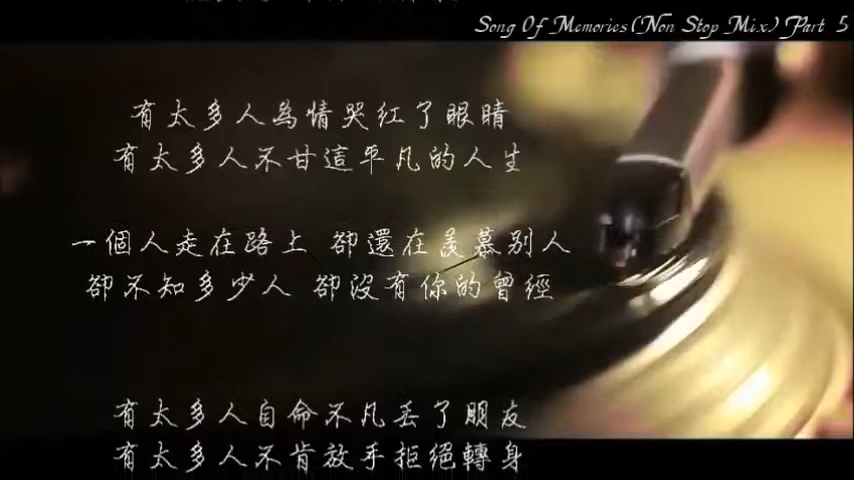 Song Of Memories(Non Stop Mix) Part 5
有太多人為情哭紅了眼睛
有太多人不甘這平凡的人生
一個人走在路上 卻還在羨慕別人
卻不知多少人 卻沒有你的曾經
有太多人自命不凡丟了朋友
有太多人不肯放手拒絕轉身